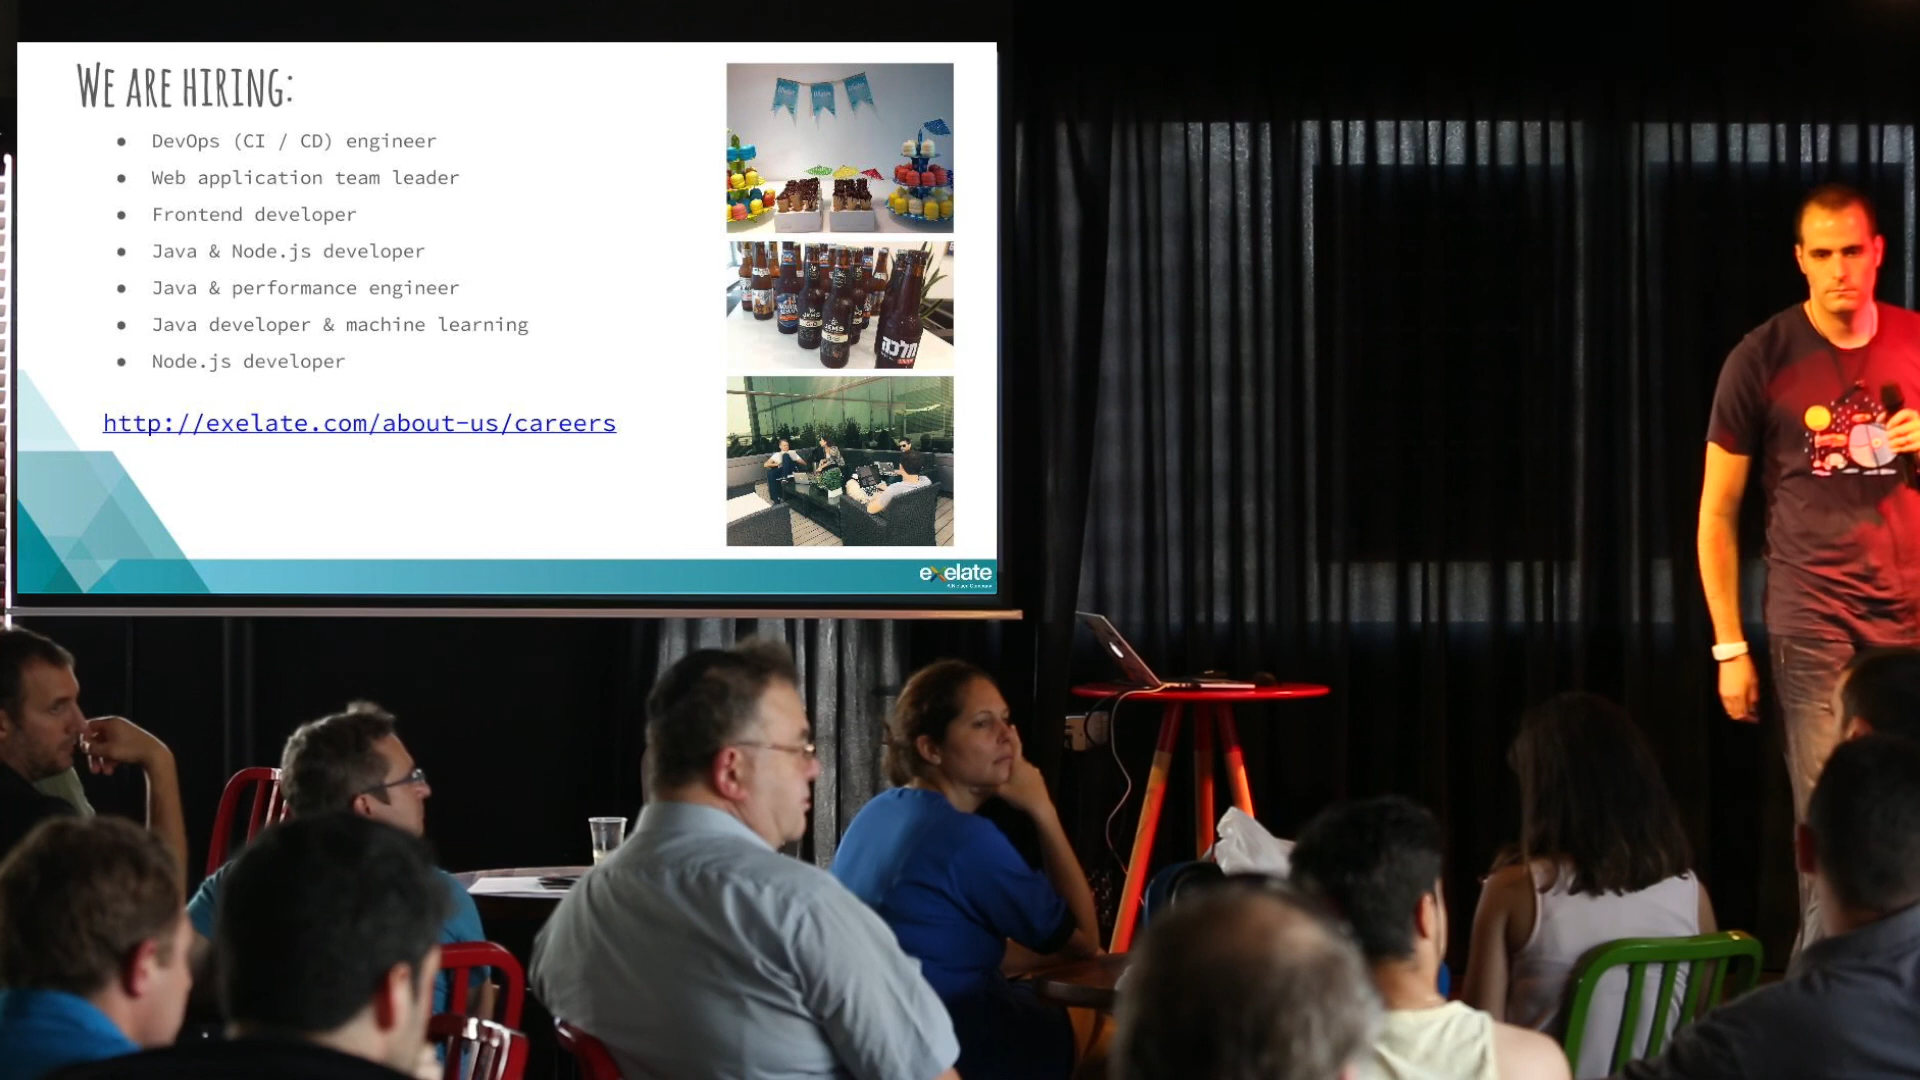 WE ARE HIRING:
● DevOps (CI / CD) engineer
● Web application team leader
● Frontend developer
● Java & Node.js developer
● Java & performance engineer
● Java developer & machine learning
● Node.js developer
http://exelate.com/about-us/careers
מלכה
exelate